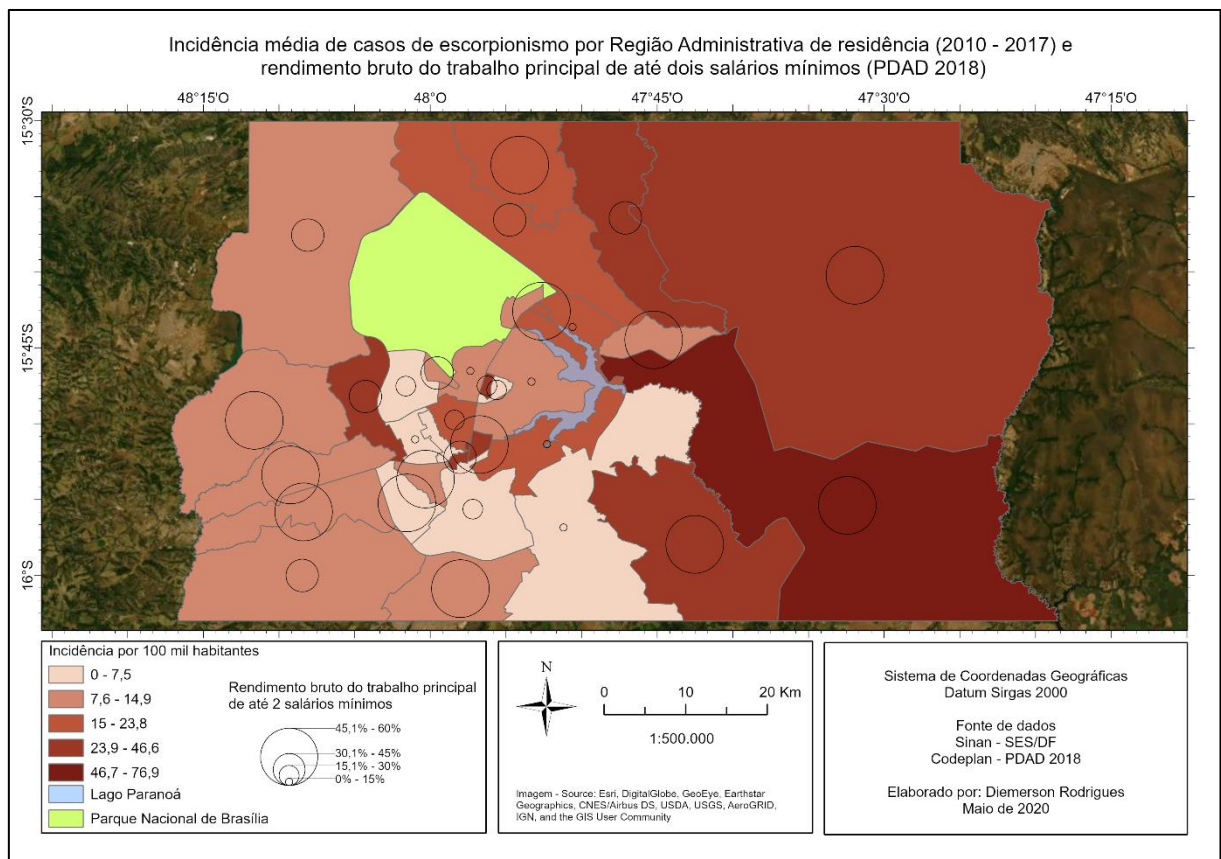 Incidência média de casos de escorpionismo por Região Administrativa de residência (2010 - 2017) e
rendimento bruto do trabalho principal de até dois salários mínimos (PDAD 2018)
48°15'O
48°O
47°45'O
47°30'O
47°15'O
15°30'S
15°45'S
16°S
Incidência por 100 mil habitantes
0 - 7,5
7,6 - 14,9
15 - 23,8
23,9 - 46,6
46,7 - 76,9
Lago Paranoá
Parque Nacional de Brasília
Rendimento bruto do trabalho principal
de até 2 salários mínimos
45,1% - 60%
30,1% - 45%
15,1% - 30%
0% - 15%
N
0 10 20 Km
1:500.000
Imagem - Source: Esri, DigitalGlobe, GeoEye, Earthstar
Geographics, CNES/Airbus DS, USDA, USGS, AeroGRID,
IGN, and the GIS User Community
Sistema de Coordenadas Geográficas
Datum Sirgas 2000
Fonte de dados
Sinan - SES/DF
Codeplan - PDAD 2018
Elaborado por: Diemerson Rodrigues
Maio de 2020